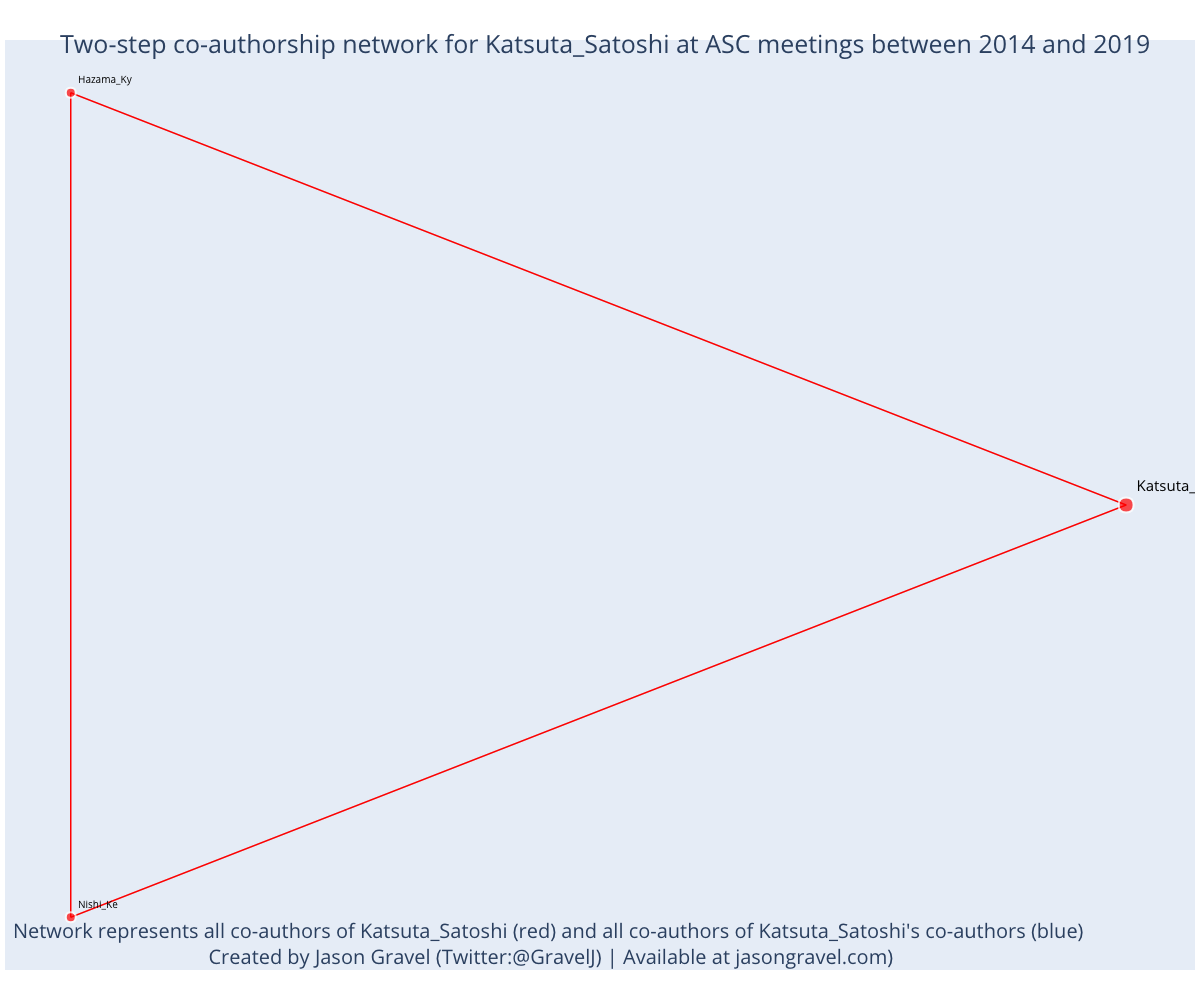 Two-step co-authorship network for Katsuta_Satoshi at ASC meetings between 2014 and 2019
Hazama_Ky
Katsuta_
Nishi_Ke
Network represents all co-authors of Katsuta_Satoshi (red) and all co-authors of Katsuta_Satoshi's co-authors (blue)
Created by Jason Gravel (Twitter:@GravelJ) | Available at jasongravel.com)